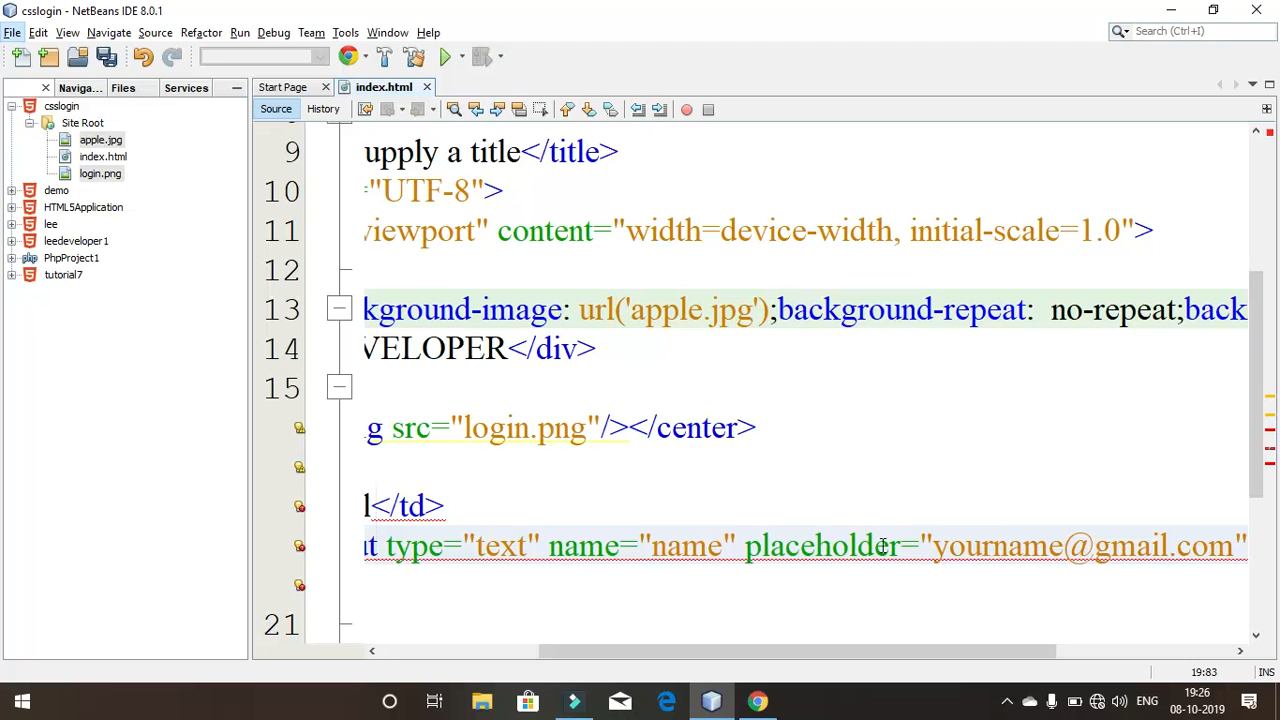 csslogin - NetBeans IDE 8.0.1
File Edit View Navigate Source Refactor Run Debug Team Tools Window Help
Search (Ctrl+I)
Naviga... Files Services
Start Page index.html
Source History
csslogin
Site Root
apple.jpg
index.html
login.png
demo
HTML5Application
lee
leedeveloper1
PhpProject1
tutorial7
9 upply a title</title>
10 ="UTF-8">
11 viewport" content="width=device-width, initial-scale=1.0">
12
13 kground-image: url('apple.jpg');background-repeat: no-repeat;back
14 VELOPER</div>
15
g src="login.png"/></center>
l</td>
ut type="text" name="name" placeholder="yourname@gmail.com"
21
19:83 INS
ENG 19:26
08-10-2019